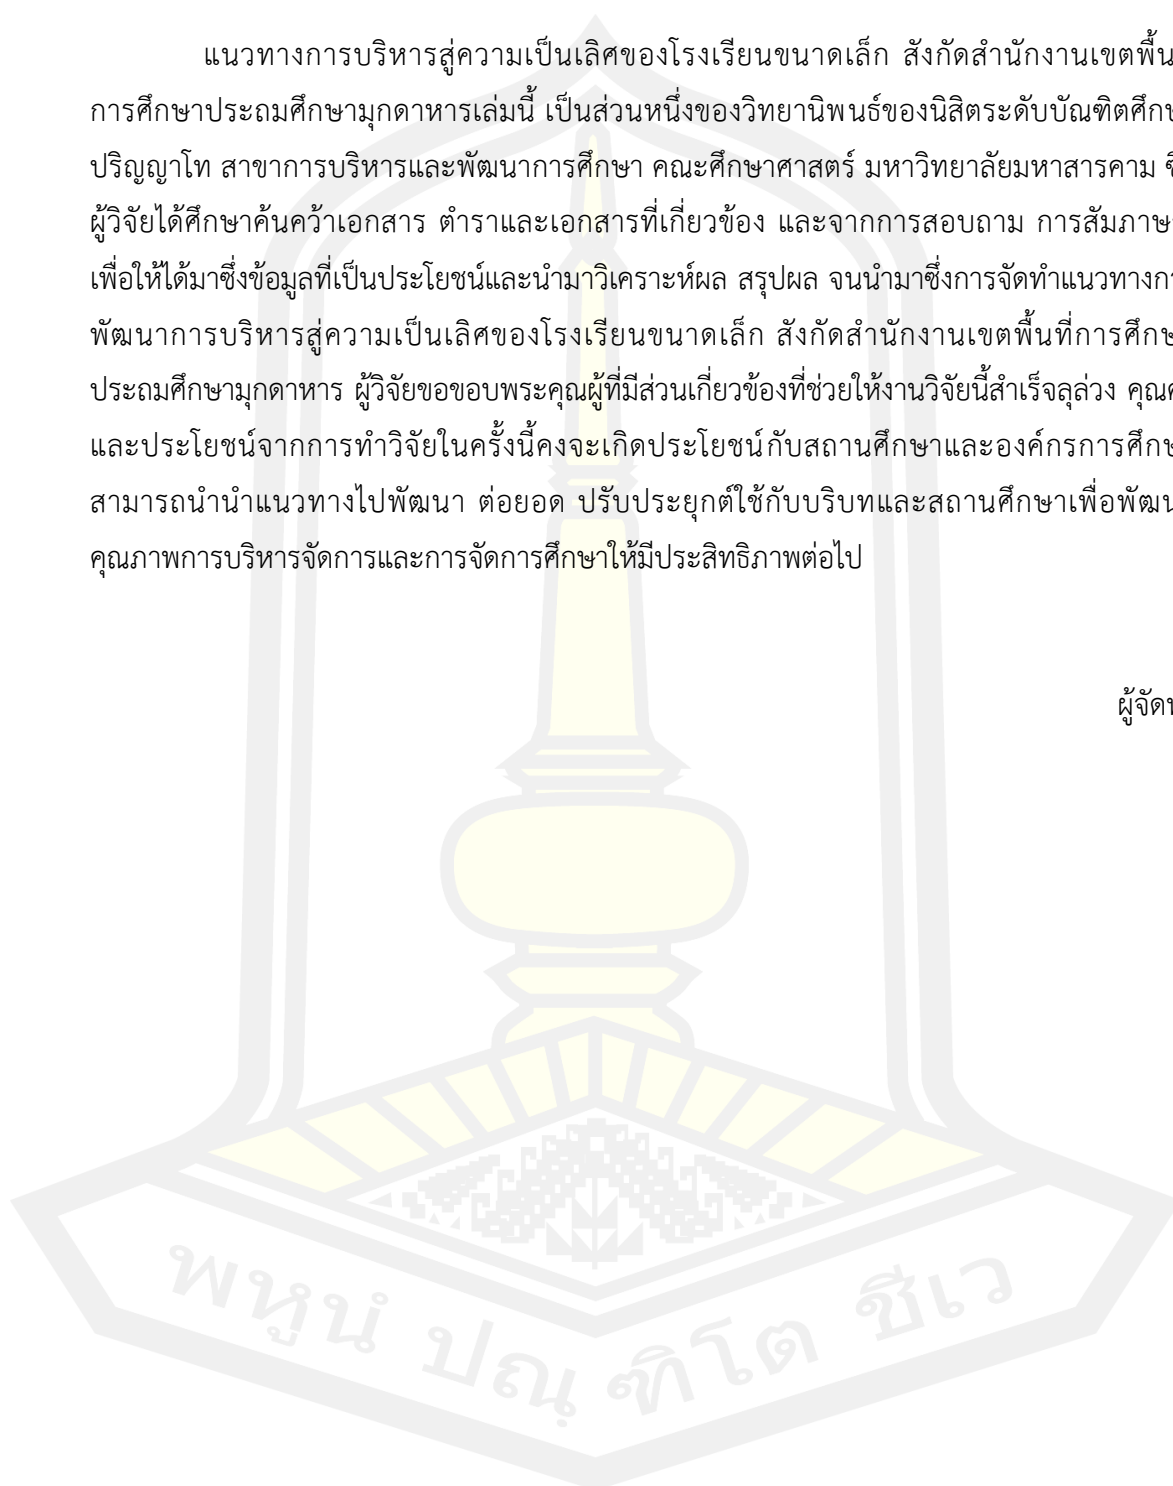 แนวทางการบริหารสู่ความเป็นเลิศของโรงเรียนขนาดเล็ก สังกัดสำนักงานเขตพื้น
การศึกษาประถมศึกษามุกดาหารเล่มนี้ เป็นส่วนหนึ่งของวิทยานิพนธ์ของนิสิตระดับบัณฑิตศึกษ
ปริญญาโท สาขาการบริหารและพัฒนาการศึกษา คณะศึกษาศาสตร์ มหาวิทยาลัยมหาสารคาม
ผู้วิจัยได้ศึกษาค้นคว้าเอกสาร ตำราและเอกสารที่เกี่ยวข้อง และจากการสอบถาม การสัมภาษ
เพื่อให้ได้มาซึ่งข้อมูลที่เป็นประโยชน์และนำมาวิเคราะห์ผล สรุปผล จนนำมาซึ่งการจัดทำแนวทางก
พัฒนาการบริหารสู่ความเป็นเลิศของโรงเรียนขนาดเล็ก สังกัดสำนักงานเขตพื้นที่การศึกษ
ประถมศึกษามุกดาหาร ผู้วิจัยขอขอบพระคุณผู้ที่มีส่วนเกี่ยวข้องที่ช่วยให้งานวิจัยนี้สำเร็จลุล่วง คุณค
และประโยชน์จากการทำวิจัยในครั้งนี้คงจะเกิดประโยชน์กับสถานศึกษาและองค์กรการศึกษ
สามารถนำนำแนวทางไปพัฒนา ต่อยอด ปรับประยุกต์ใช้กับบริบทและสถานศึกษาเพื่อพัฒน
คุณภาพการบริหารจัดการและการจัดการศึกษาให้มีประสิทธิภาพต่อไป
ผู้จัด
พหูนํ ปณฺฑิโต ชีเว